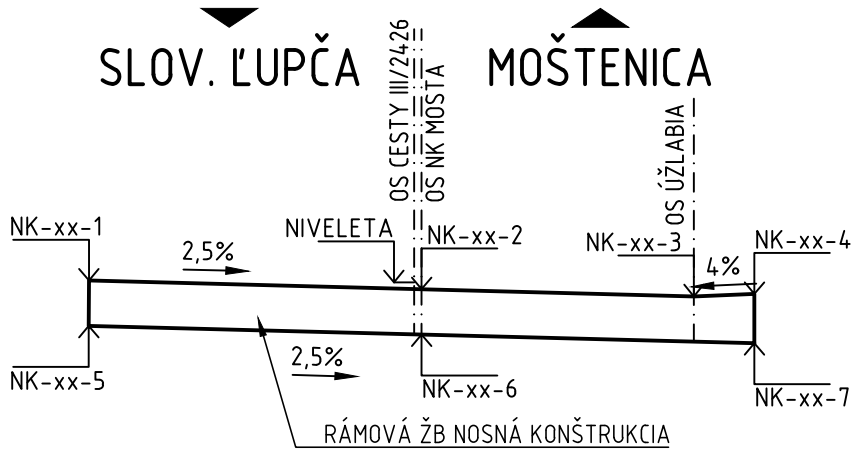 SLOV. ĽUPČA
MOŠTENICA
OS CESTY III/2426
OS NK MOSTA
OS ÚŽLABIA
NK-xx-1
2,5%
NIVELETA
NK-xx-2
NK-xx-3
NK-xx-4
4%
NK-xx-5
2,5%
NK-xx-6
NK-xx-7
RÁMOVÁ ŽB NOSNÁ KONŠTRUKCIA